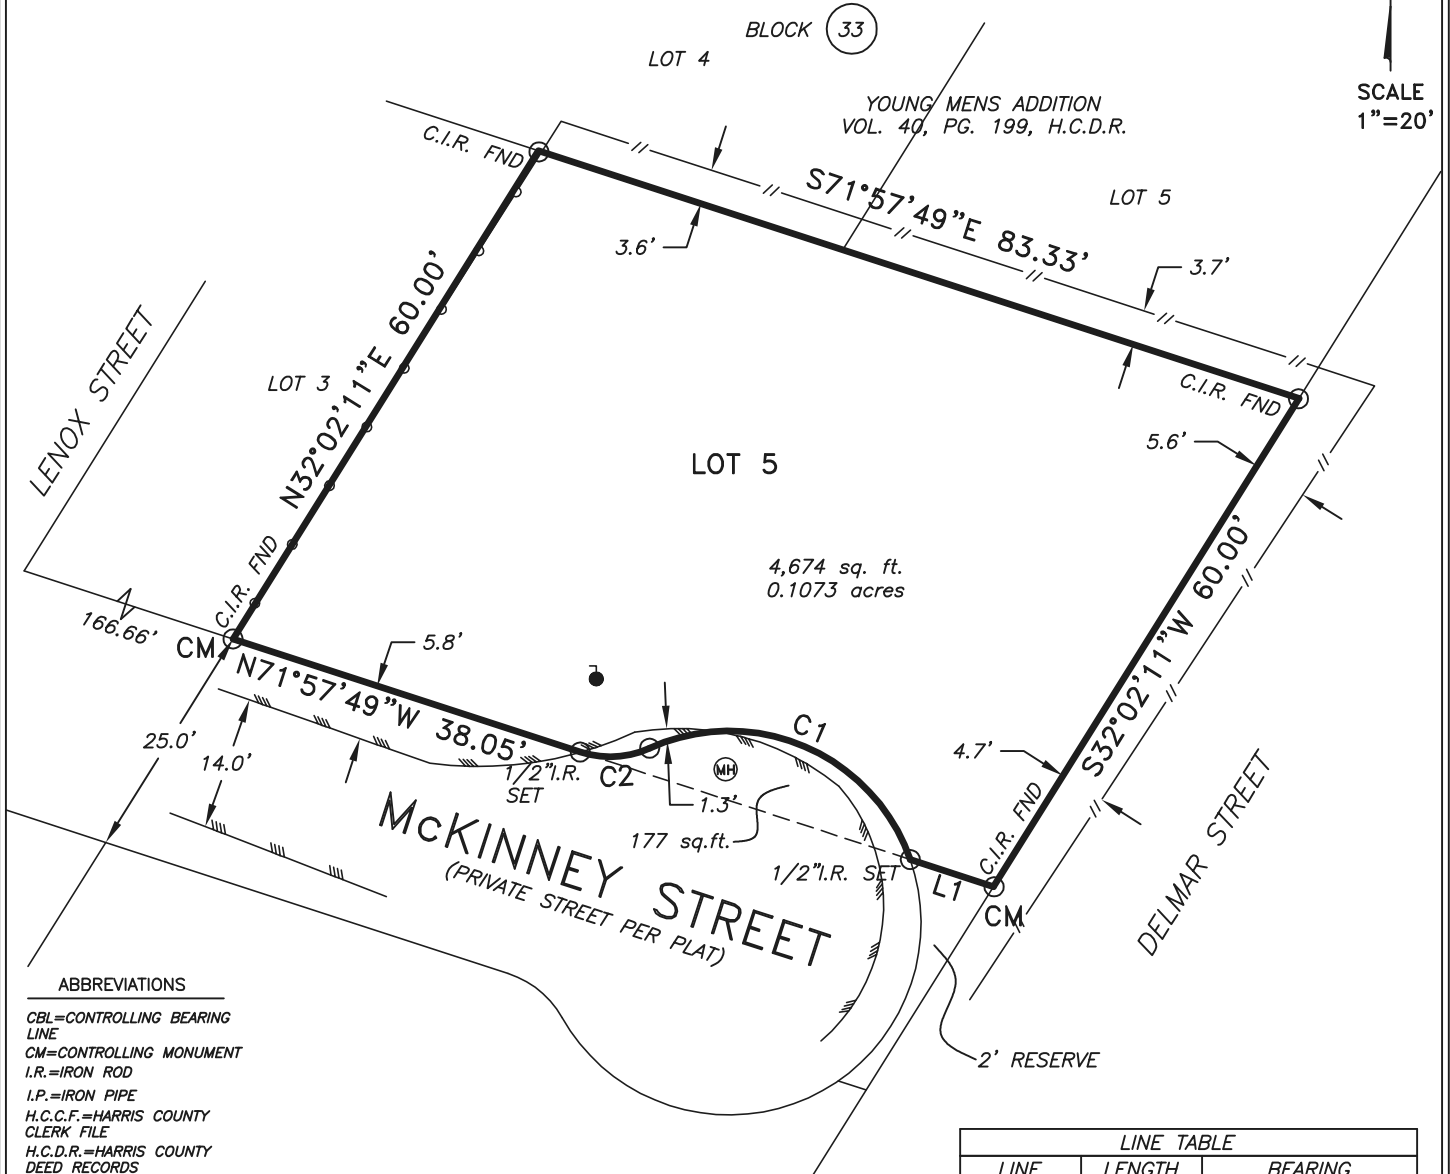 BLOCK 33
LOT 4
SCALE
1"=20'
YOUNG MENS ADDITION
VOL. 40, PG. 199, H.C.D.R.
C.I.R. FND
S71°57'49"E 83.33'
LOT 5
3.6'
3.7'
LENOX STREET
N32°02'11"E 60.00'
LOT 3
C.I.R. FND
5.6'
LOT 5
4,674 sq. ft.
0.1073 acres
C.I.R. FND
166.66'
CM
5.8'
N71°57'49"W 38.05'
S32°02'11"W 60.00'
C1
25.0'
14.0'
1/2"I.R.
SET
C2
MH
4.7'
1.3'
177 sq.ft.
C.I.R. FND
DELMAR STREET
McKINNEY STREET
(PRIVATE STREET PER PLAT)
1/2"I.R. SET
L1
CM
2' RESERVE
ABBREVIATIONS
CBL=CONTROLLING BEARING
LINE
CM=CONTROLLING MONUMENT
I.R.=IRON ROD
I.P.=IRON PIPE
H.C.C.F.=HARRIS COUNTY
CLERK FILE
H.C.D.R.=HARRIS COUNTY
DEED RECORDS
LINE TABLE
LINE LENGTH BEARING